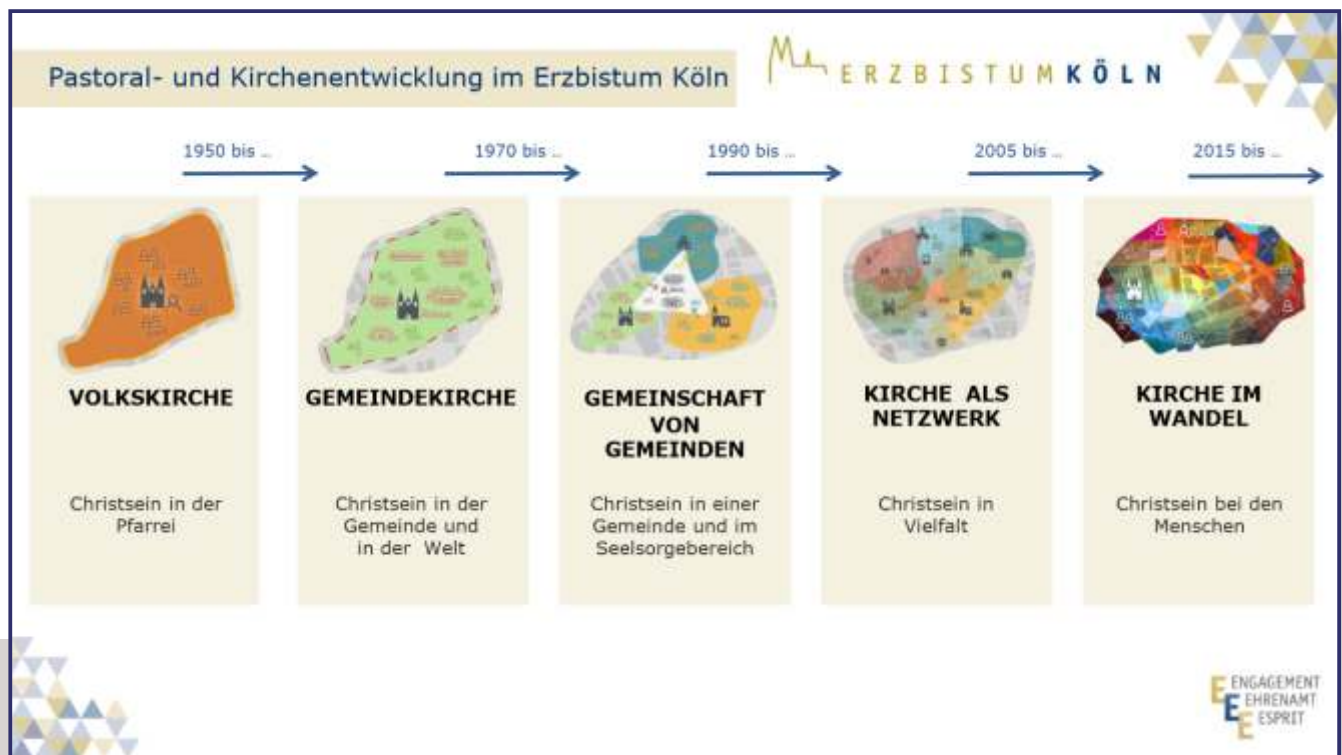 Pastoral- und Kirchenentwicklung im Erzbistum Köln
ERZBISTUMKÖLN
1950 bis …
1970 bis …
1990 bis …
2005 bis …
2015 bis …
VOLKSKIRCHE
Christsein in der
Pfarrei
GEMEINDEKIRCHE
Christsein in der
Gemeinde und
in der Welt
GEMEINSCHAFT
VON
GEMEINDEN
Christsein in einer
Gemeinde und im
Seelsorgebereich
KIRCHE ALS
NETZWERK
Christsein in
Vielfalt
KIRCHE IM
WANDEL
Christsein bei den
Menschen
EEE
ENGAGEMENT
EHRENAMT
ESPRIT